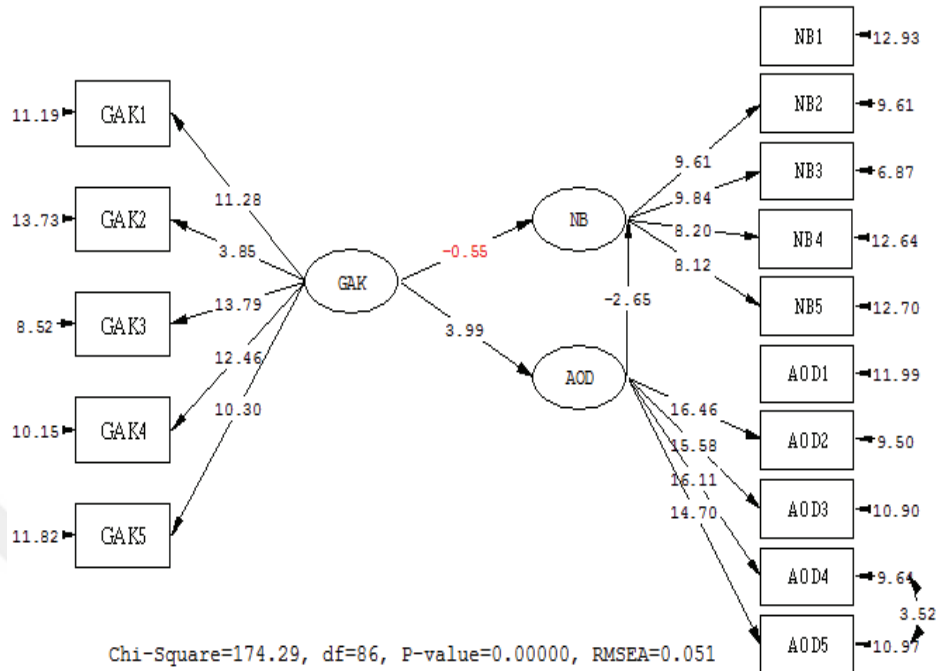 NB1
12.93
NB2
9.61
NB3
6.87
NB4
12.64
NB5
12.70
AOD1
11.99
AOD2
9.50
AOD3
10.90
AOD4
9.64
AOD5
10.97
3.52
11.19
GAK1
13.73
GAK2
8.52
GAK3
10.15
GAK4
11.82
GAK5
11.28
3.85
13.79
12.46
10.30
GAK
-0.55
3.99
NB
-2.65
AOD
9.61
9.84
8.20
8.12
16.46
15.58
16.11
14.70
Chi-Square=174.29, df=86, P-value=0.00000, RMSEA=0.051